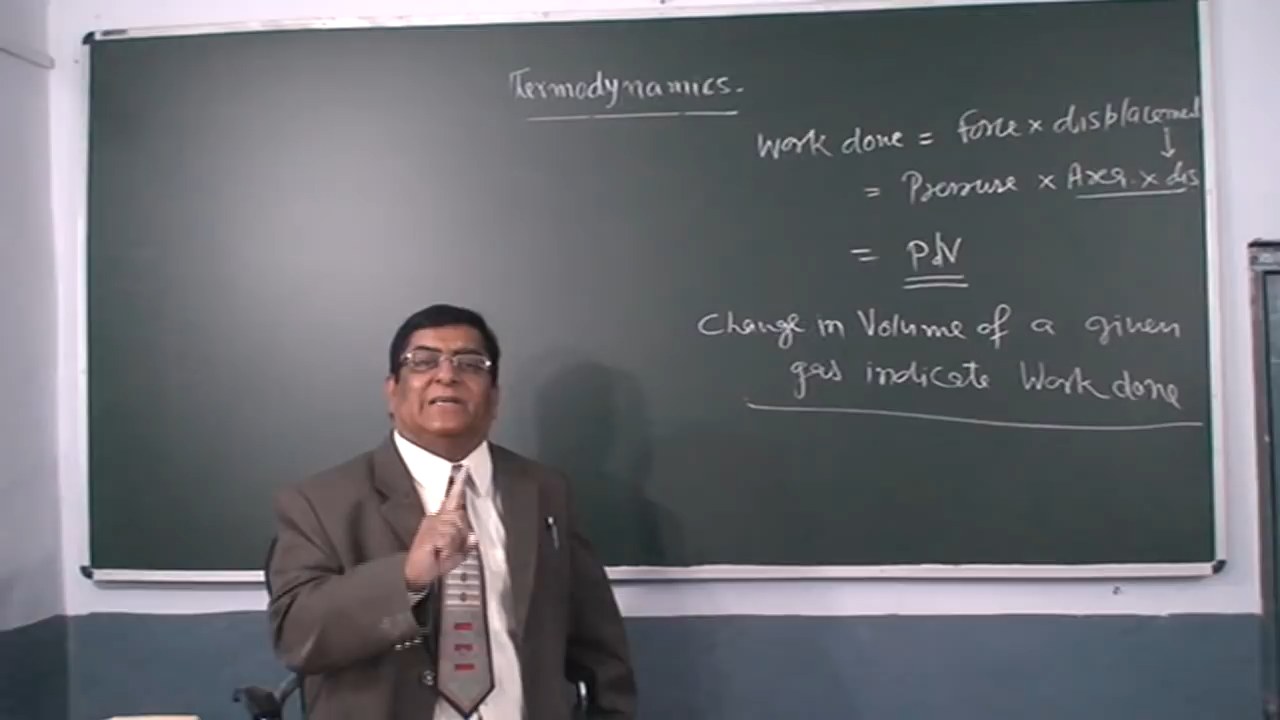 Termodynamics.
Work done = force × displacement
= Pressure × Area × dis
= PdV
Change in Volume of a given
gas indicate Work done